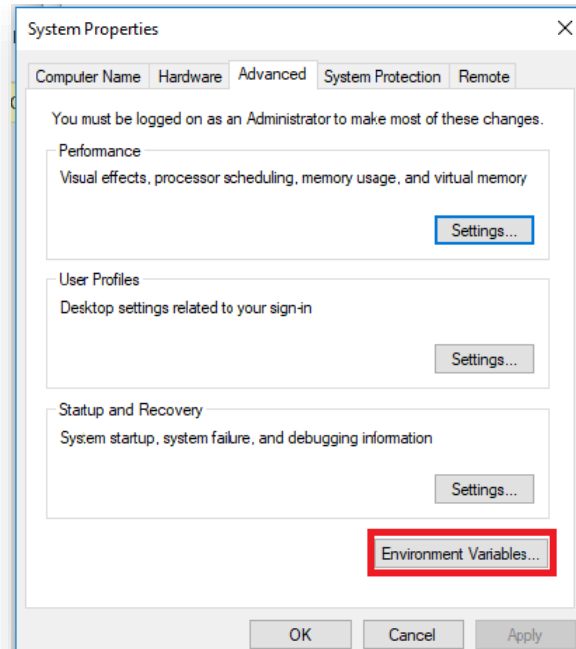 System Properties
Computer Name Hardware Advanced System Protection Remote
You must be logged on as an Administrator to make most of these changes.
Performance
Visual effects, processor scheduling, memory usage, and virtual memory
Settings...
User Profiles
Desktop settings related to your sign-in
Settings...
Startup and Recovery
System startup, system failure, and debugging information
Settings...
Environment Variables...
OK Cancel Apply